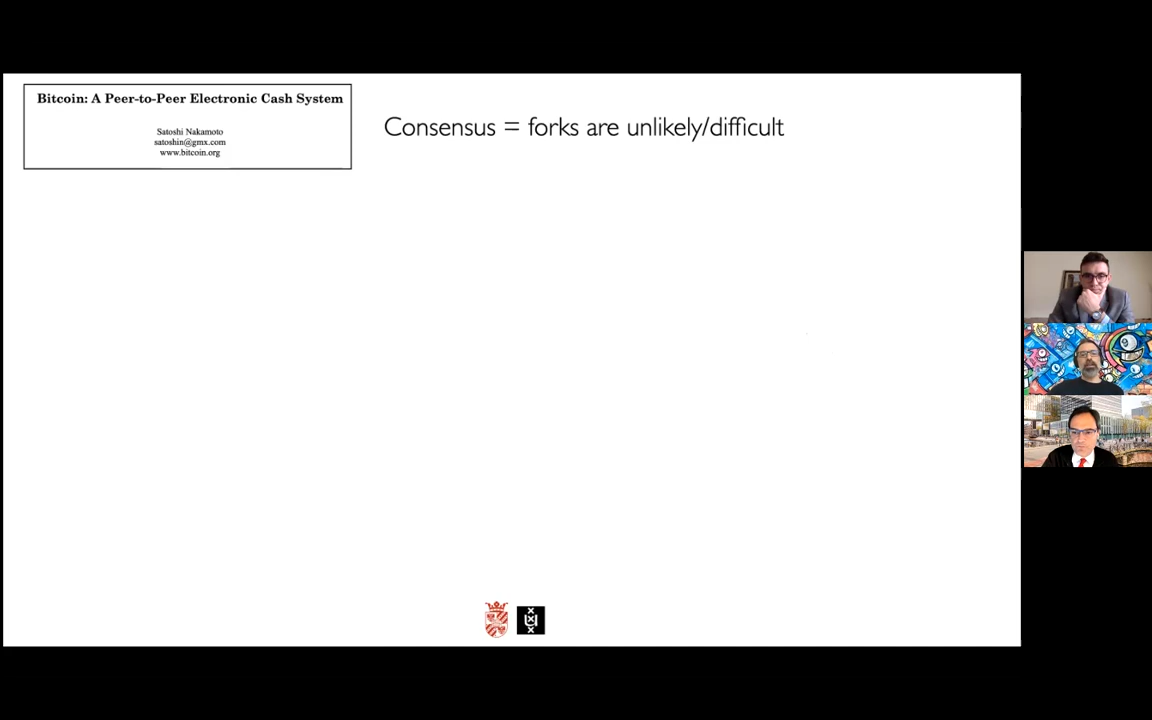 Bitcoin: A Peer-to-Peer Electronic Cash System
Satoshi Nakamoto
satoshin@gmx.com
www.bitcoin.org
Consensus = forks are unlikely/difficult